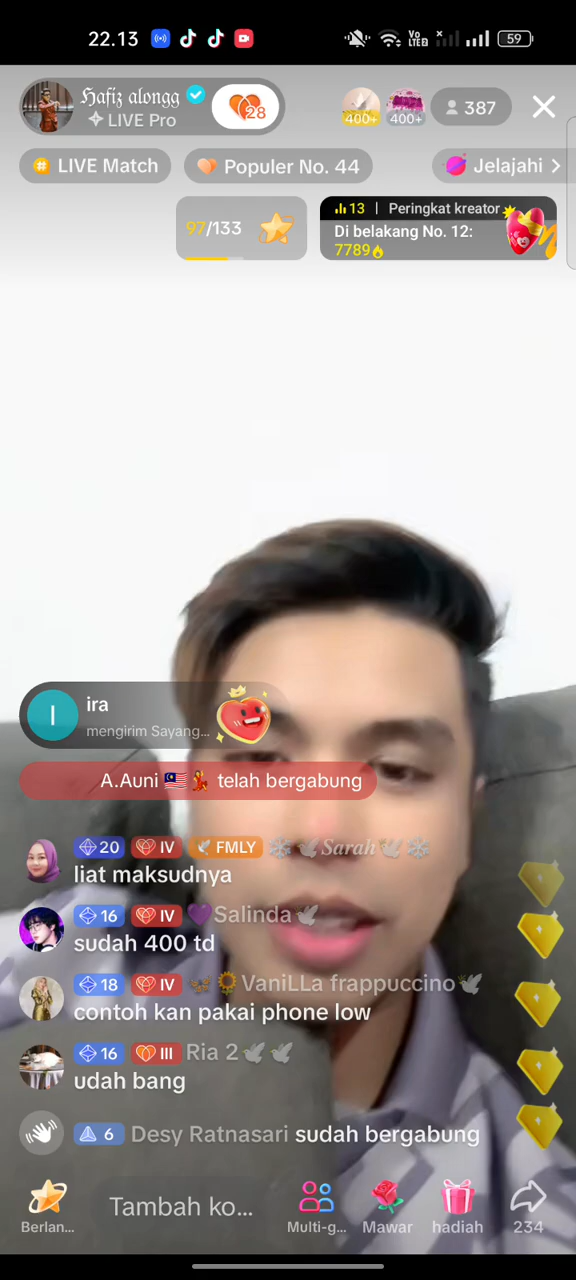 22.13
Vo LTE 2
59
ℌ𝔞𝔣𝔦𝔷 𝔞𝔩𝔬𝔫𝔤𝔤
LIVE Pro
28
400+
400+
387
LIVE Match
Populer No. 44
Jelajahi >
97/133
13 | Peringkat kreator
Di belakang No. 12:
7789
I
ira
mengirim Sayang...
A.Auni 🇲🇾💃 telah bergabung
20 IV FMLY ❄️🕊️𝑆𝑎𝑟𝑎ℎ🕊️❄️
liat maksudnya
16 IV 💜Salinda🕊️
sudah 400 td
18 IV 🦋🌻VaniLLa frappuccino🕊️
contoh kan pakai phone low
16 III Ria 2🕊️🕊️
udah bang
6 Desy Ratnasari sudah bergabung
Berlan...
Tambah ko...
Multi-g...
Mawar
hadiah
234